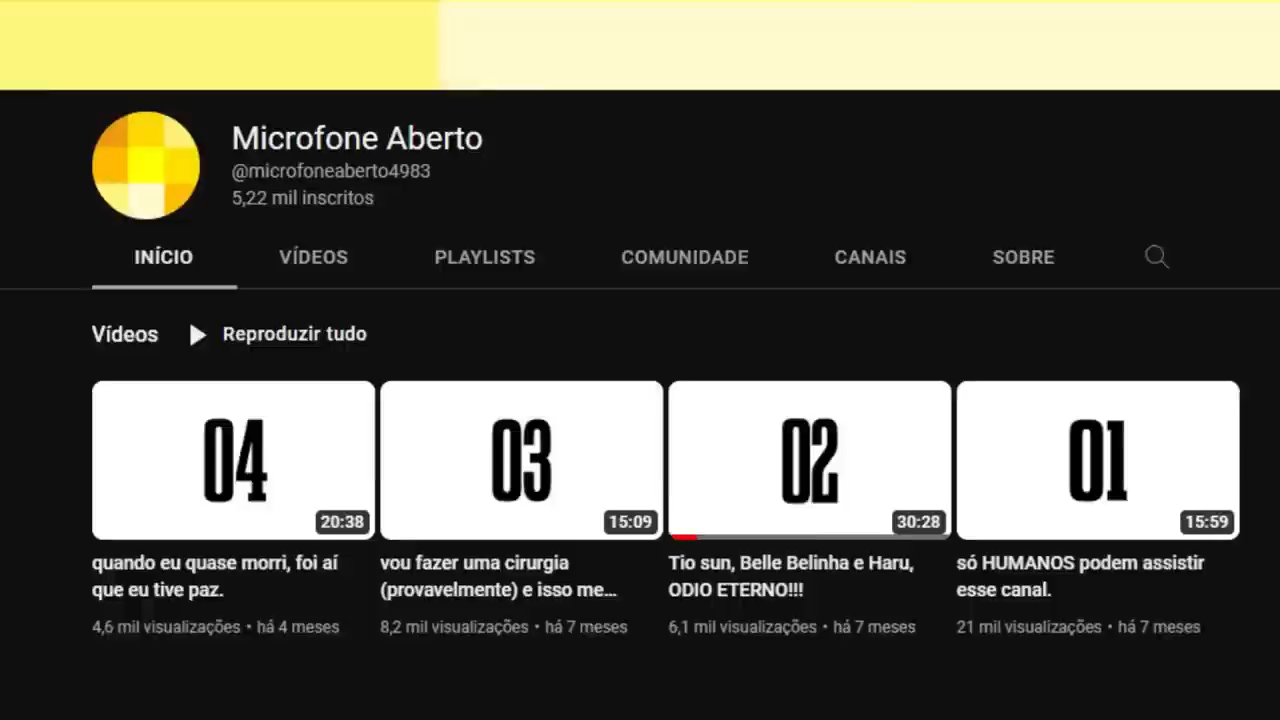 Microfone Aberto
@microfoneaberto4983
5,22 mil inscritos
INÍCIO VÍDEOS PLAYLISTS COMUNIDADE CANAIS SOBRE
Vídeos Reproduzir tudo
04 03 02 01
20:38 15:09 30:28 15:59
quando eu quase morri, foi aí
que eu tive paz.
4,6 mil visualizações • há 4 meses
vou fazer uma cirurgia
(provavelmente) e isso me...
8,2 mil visualizações • há 7 meses
Tio sun, Belle Belinha e Haru,
ODIO ETERNO!!!
6,1 mil visualizações • há 7 meses
só HUMANOS podem assistir
esse canal.
21 mil visualizações • há 7 meses